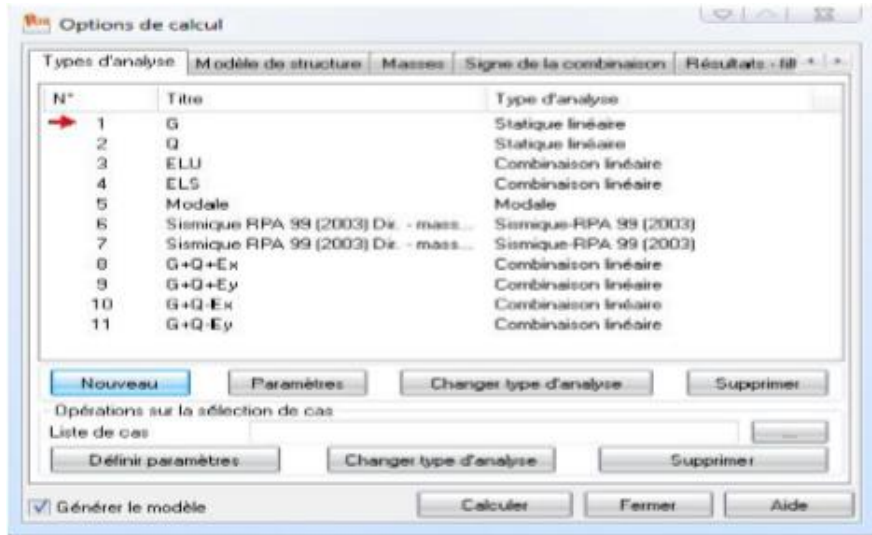 Options de calcul
Types d'analyse Modèle de structure Masses Signe de la combinaison Résultats - fil
N° Titre Type d'analyse
1 G Statique linéaire
2 Q Statique linéaire
3 ELU Combinaison linéaire
4 ELS Combinaison linéaire
5 Modale Modale
6 Sismique RPA 99 (2003) Dir. - mass... Sismique-RPA 99 (2003)
7 Sismique RPA 99 (2003) Dir. - mass... Sismique-RPA 99 (2003)
8 G+Q+Ex Combinaison linéaire
9 G+Q+Ey Combinaison linéaire
10 G+Q-Ex Combinaison linéaire
11 G+Q-Ey Combinaison linéaire
Nouveau Paramètres Changer type d'analyse Supprimer
Opérations sur la sélection de cas
Liste de cas ...
Définir paramètres Changer type d'analyse Supprimer
Générer le modèle Calculer Fermer Aide